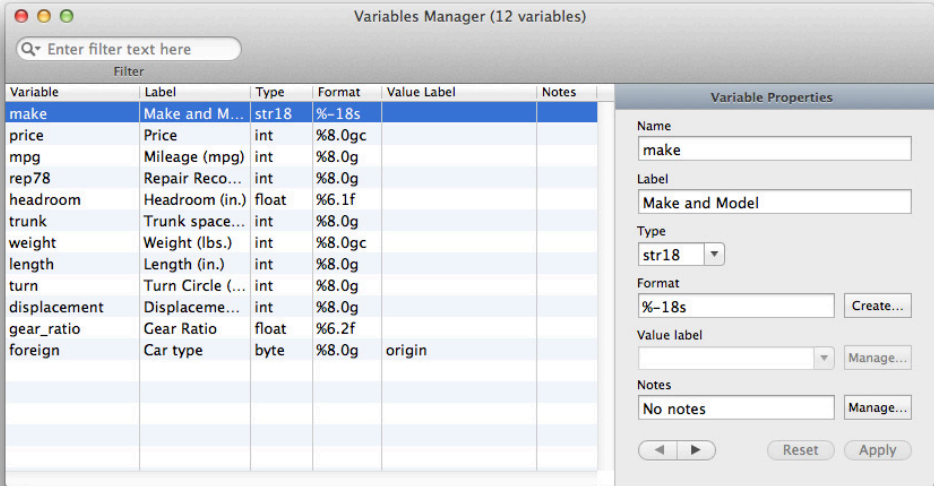 Variables Manager (12 variables)
Enter filter text here
Filter
Variable Label Type Format Value Label Notes
make Make and M... str18 %-18s
price Price int %8.0gc
mpg Mileage (mpg) int %8.0g
rep78 Repair Reco... int %8.0g
headroom Headroom (in.) float %6.1f
trunk Trunk space... int %8.0g
weight Weight (lbs.) int %8.0gc
length Length (in.) int %8.0g
turn Turn Circle (... int %8.0g
displacement Displaceme... int %8.0g
gear_ratio Gear Ratio float %6.2f
foreign Car type byte %8.0g origin
Variable Properties
Name
make
Label
Make and Model
Type
str18
Format
%-18s Create...
Value label
Manage...
Notes
No notes Manage...
Reset Apply